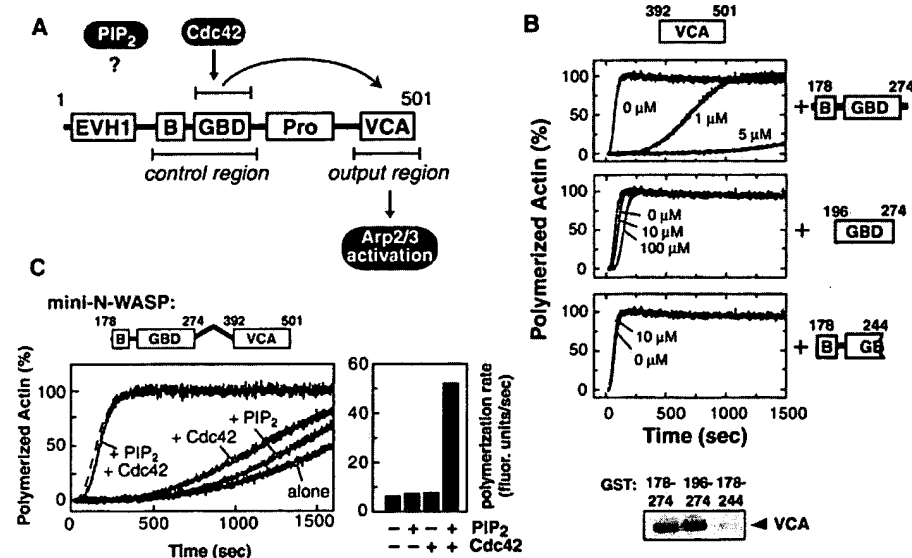 A
PIP2
?
Cdc42
1
501
EVH1
B
GBD
Pro
VCA
control region
output region
Arp2/3
activation
B
392 501
VCA
100
50
0
0 μM
1 μM
5 μM
178 274
+ B GBD
100
50
0
0 μM
10 μM
100 μM
196 274
+ GBD
100
50
0
10 μM
0 μM
178 244
+ B GB
Polymerized Actin (%)
0 500 1000 1500
Time (sec)
GST: 178- 196- 178-
274 274 244
VCA
C
mini-N-WASP:
178 274 392 501
B GBD VCA
Polymerized Actin (%)
100
50
0
+ PIP2
+ Cdc42
+ Cdc42
+ PIP2
alone
0 500 1000 1500
Time (sec)
60
40
20
0
polymerization rate
(fluor. units/sec)
− + − + PIP2
− − + + Cdc42